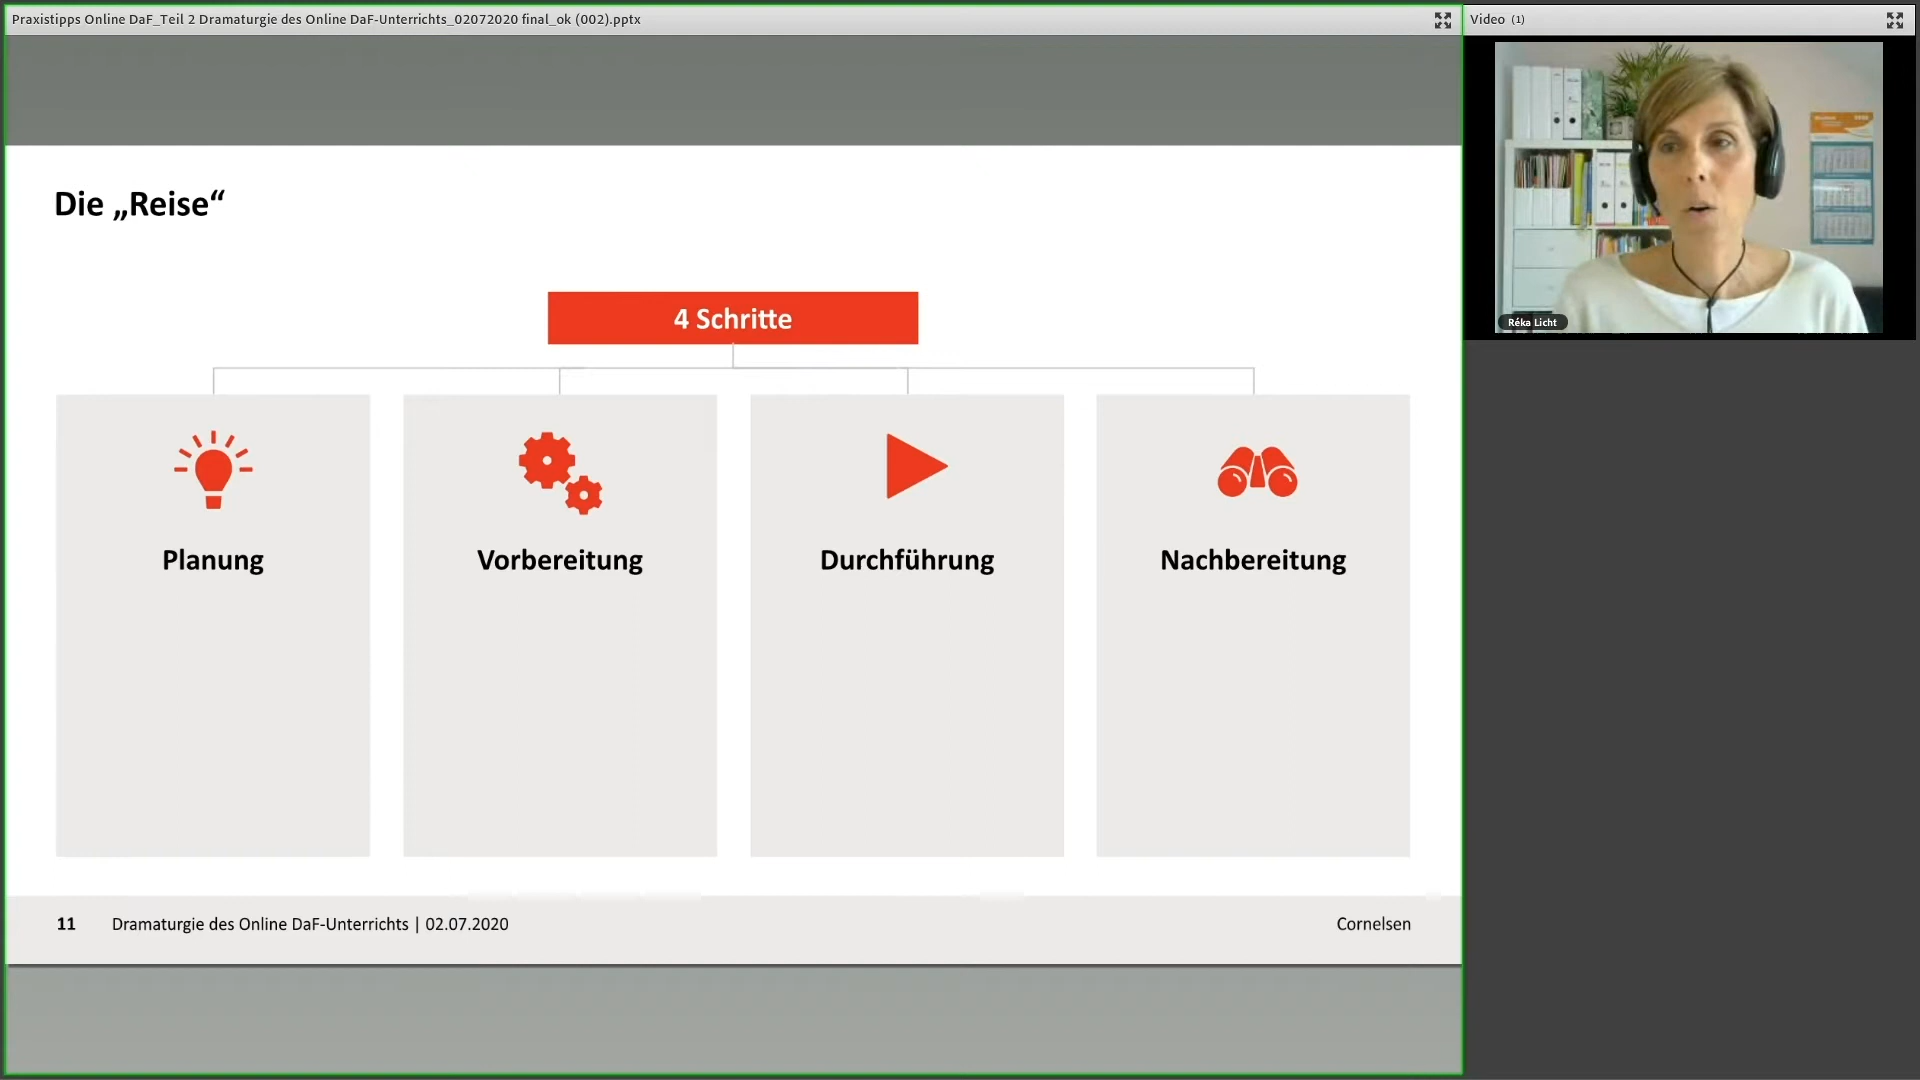 Praxistipps Online DaF_Teil 2 Dramaturgie des Online DaF-Unterrichts_02072020 final_ok (002).pptx
Video (1)
Réka Licht
Die „Reise“
4 Schritte
Planung
Vorbereitung
Durchführung
Nachbereitung
11 Dramaturgie des Online DaF-Unterrichts | 02.07.2020
Cornelsen